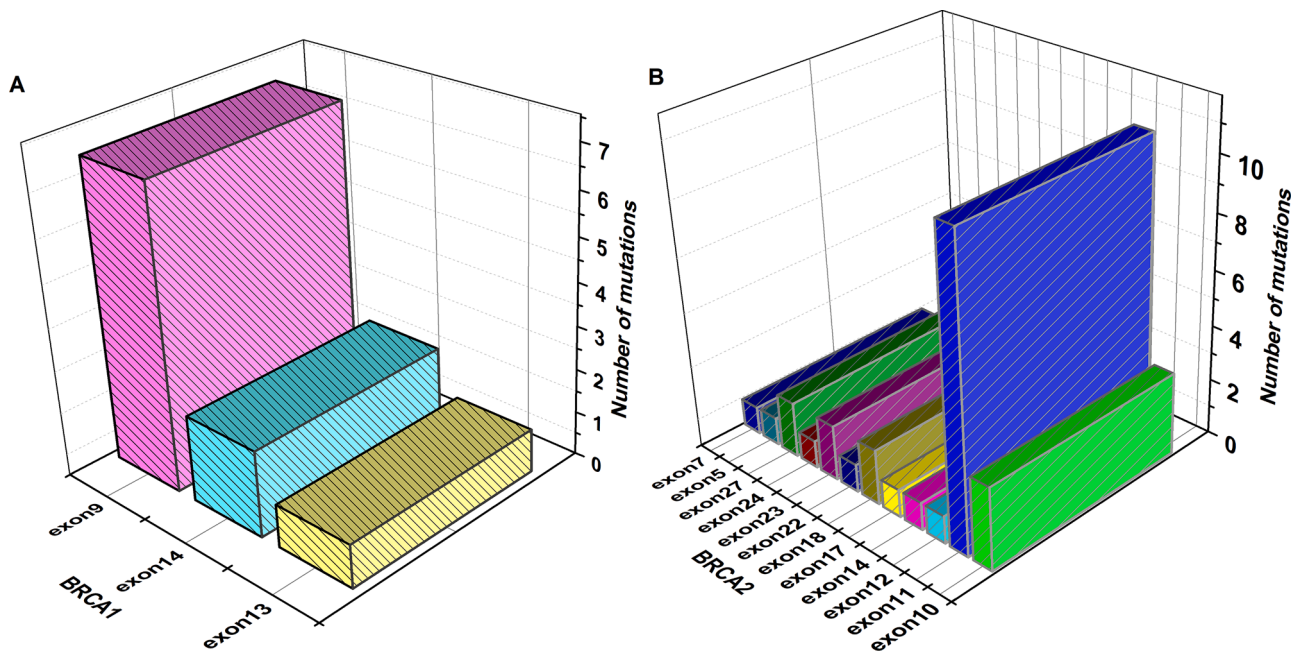 A
7
6
5
4
3
2
1
0
Number of mutations
exon9
exon14
exon13
BRCA1
B
10
8
6
4
2
0
Number of mutations
exon7
exon5
exon27
exon24
exon23
exon22
exon18
exon17
exon14
exon12
exon11
exon10
BRCA2